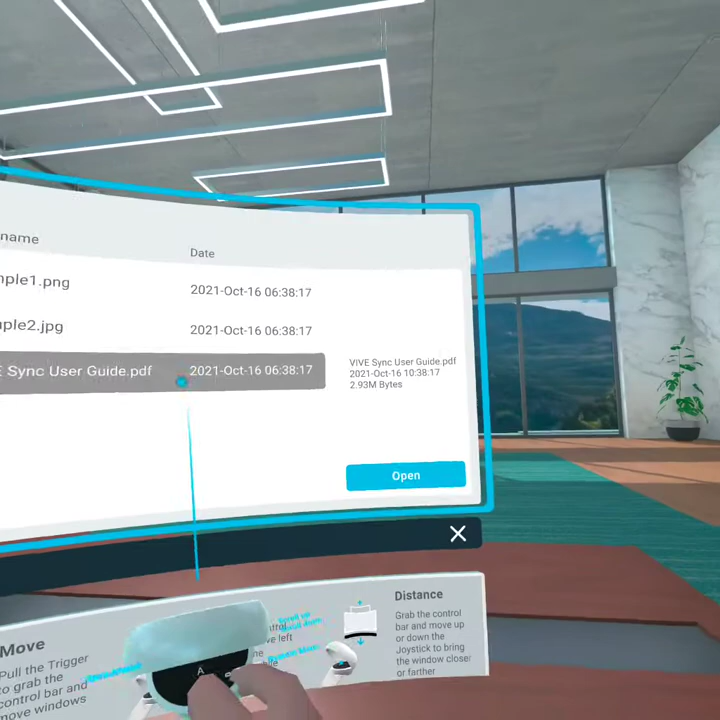 name
Date
mple1.png
2021-Oct-16 06:38:17
mple2.jpg
2021-Oct-16 06:38:17
E Sync User Guide.pdf
2021-Oct-16 06:38:17
VIVE Sync User Guide.pdf
2021-Oct-16 10:38:17
2.93M Bytes
Open
Move
Pull the Trigger
to grab the
control bar and
move windows
A
Distance
Grab the control
bar and move up
or down the
Joystick to bring
the window closer
or farther